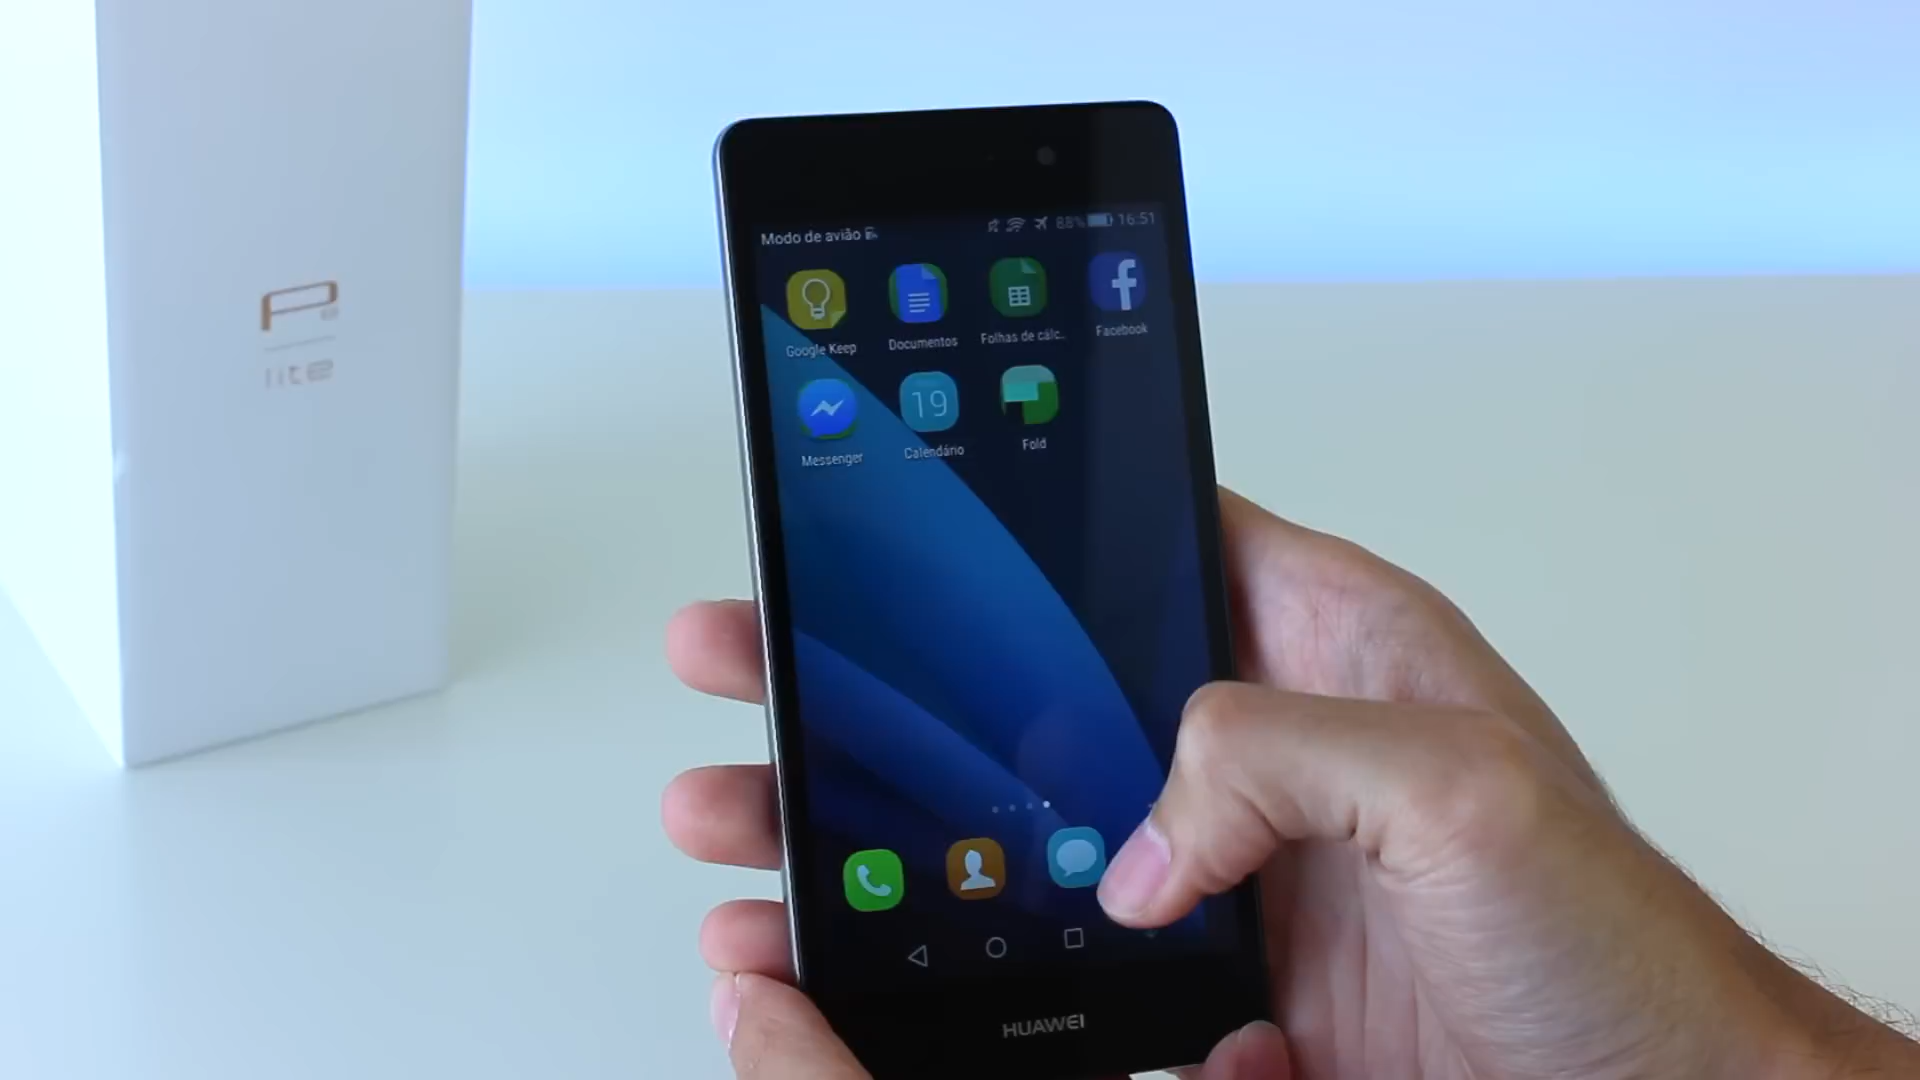 P8
lite
Modo de avião
88% 16:51
Google Keep
Documentos
Folhas de cálc...
Facebook
Messenger
19
Calendário
Fold
HUAWEI